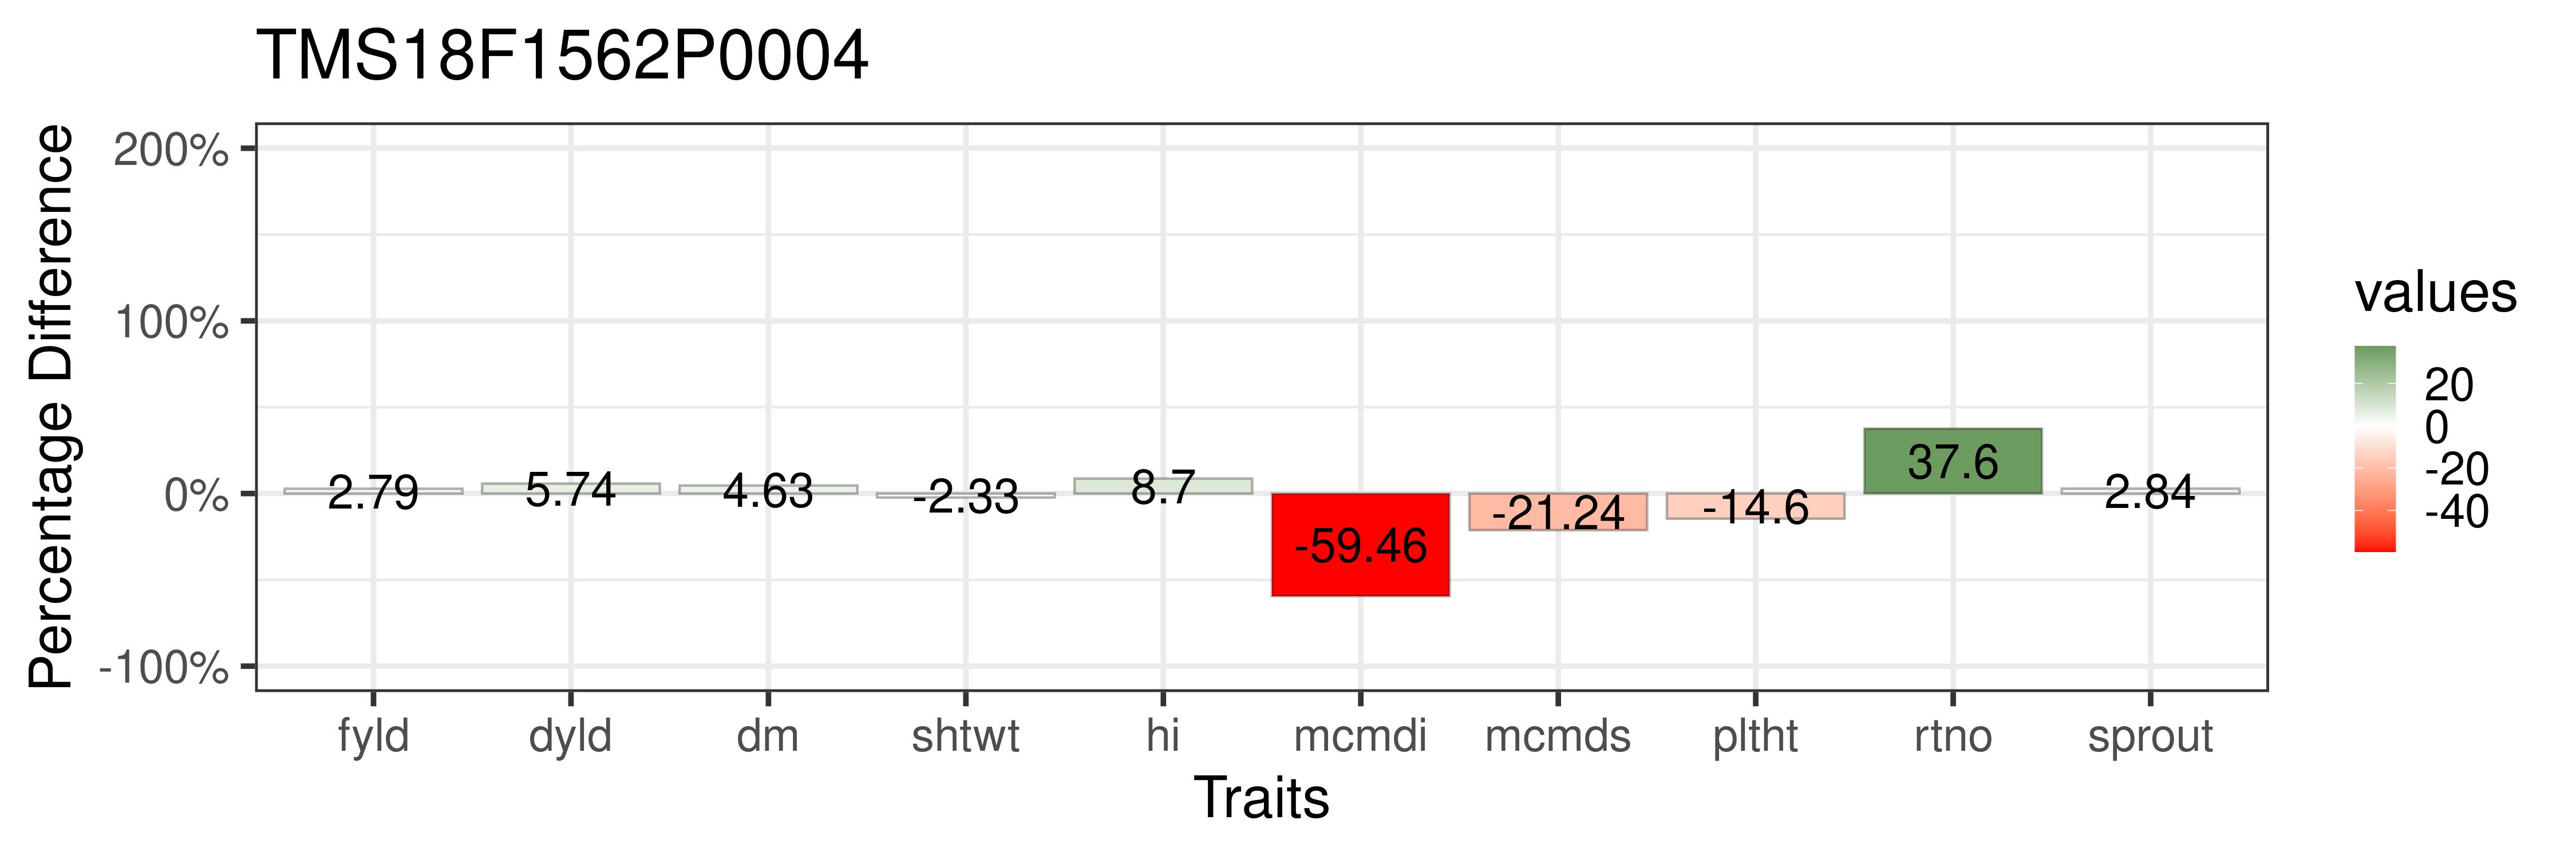 TMS18F1562P0004
Percentage Difference
200%
100%
0%
-100%
2.79
5.74
4.63
-2.33
8.7
-59.46
-21.24
-14.6
37.6
2.84
fyld
dyld
dm
shtwt
hi
mcmdi
mcmds
pltht
rtno
sprout
Traits
values
20
0
-20
-40